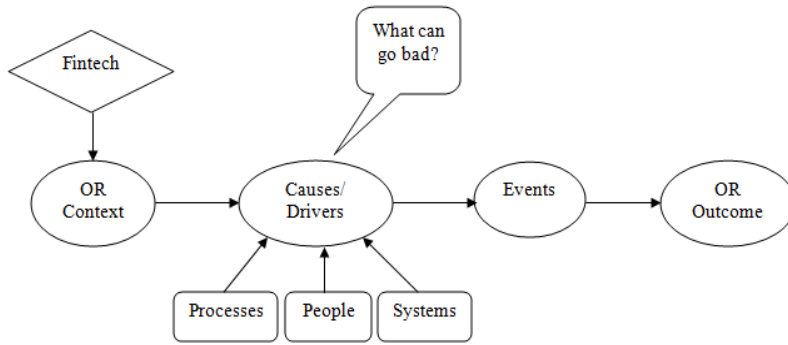 What can
go bad?
Fintech
OR
Context
Causes/
Drivers
Events
OR
Outcome
Processes
People
Systems